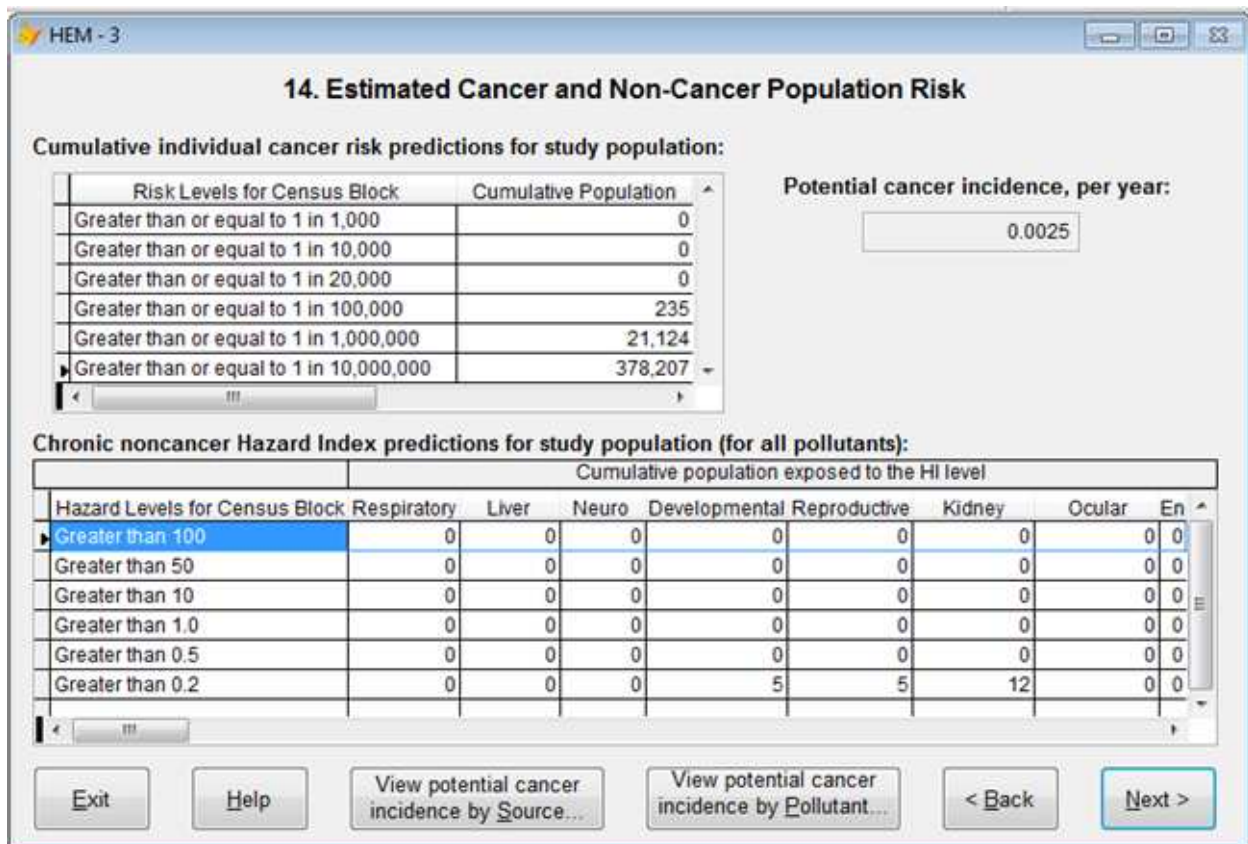 HEM - 3
14. Estimated Cancer and Non-Cancer Population Risk
Cumulative individual cancer risk predictions for study population:
Risk Levels for Census Block Cumulative Population
Greater than or equal to 1 in 1,000 0
Greater than or equal to 1 in 10,000 0
Greater than or equal to 1 in 20,000 0
Greater than or equal to 1 in 100,000 235
Greater than or equal to 1 in 1,000,000 21,124
Greater than or equal to 1 in 10,000,000 378,207
Potential cancer incidence, per year:
0.0025
Chronic noncancer Hazard Index predictions for study population (for all pollutants):
Cumulative population exposed to the HI level
Hazard Levels for Census Block Respiratory Liver Neuro Developmental Reproductive Kidney Ocular En
Greater than 100 0 0 0 0 0 0 0 0
Greater than 50 0 0 0 0 0 0 0 0
Greater than 10 0 0 0 0 0 0 0 0
Greater than 1.0 0 0 0 0 0 0 0 0
Greater than 0.5 0 0 0 0 0 0 0 0
Greater than 0.2 0 0 0 5 5 12 0 0
Exit
Help
View potential cancer
incidence by Source...
View potential cancer
incidence by Pollutant...
< Back
Next >